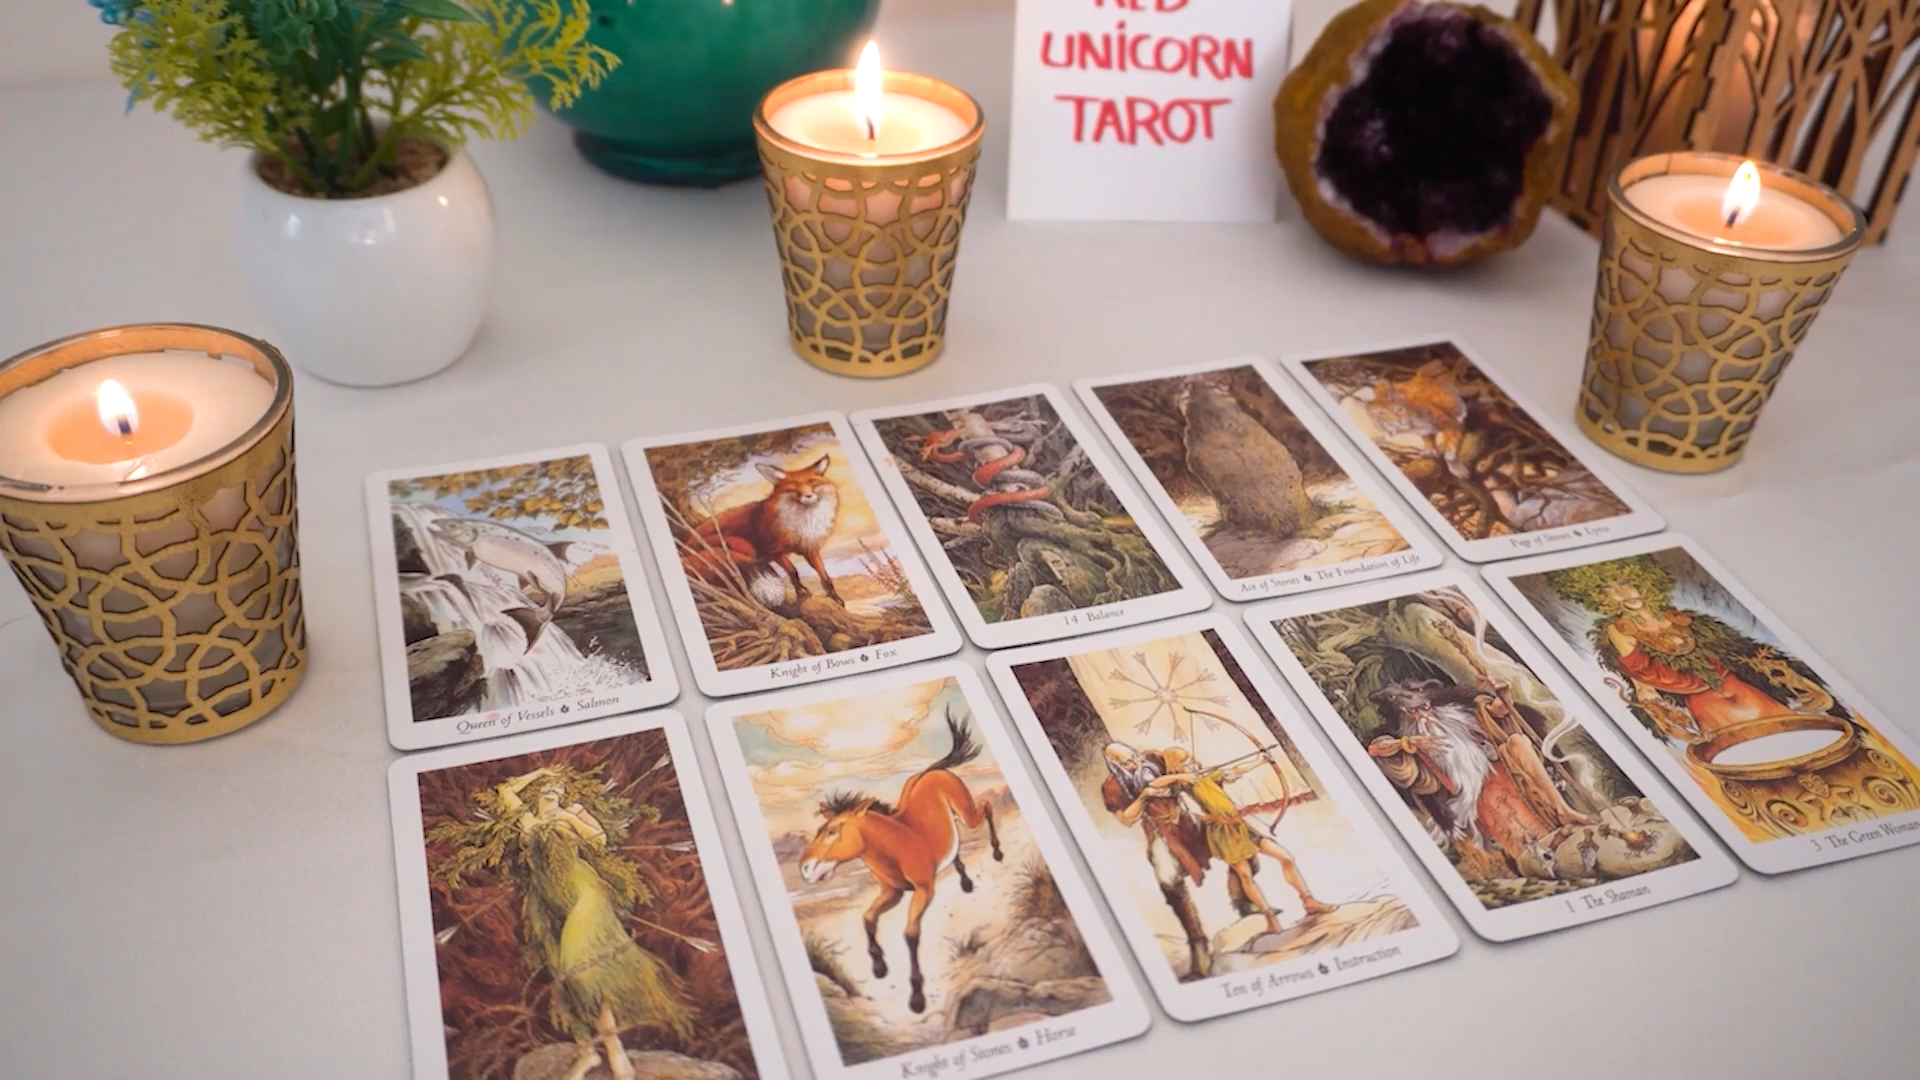 RED
UNICORN
TAROT
Queen of Vessels Salmon
Knight of Bows Fox
14 Balance
Ace of Stones The Foundation of Life
Page of Stones Lynx
Knight of Stones Horse
Ten of Arrows Instruction
1 The Shaman
3 The Green Woman